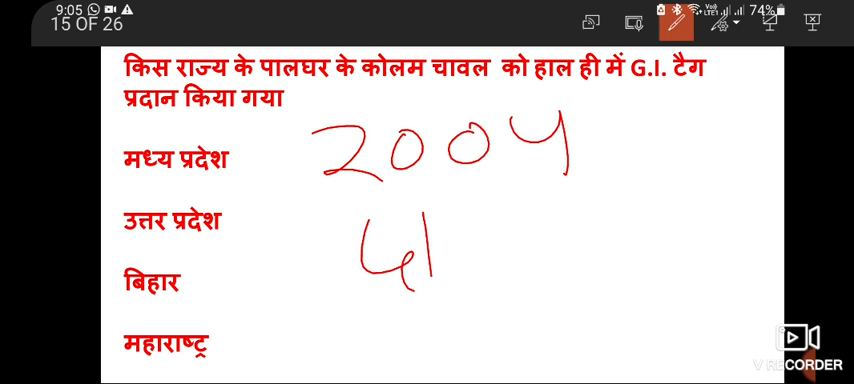 9:05 74%
15 OF 26
किस राज्य के पालघर के कोलम चावल को हाल ही में G.I. टैग
प्रदान किया गया
2004
मध्य प्रदेश
उत्तर प्रदेश
बिहार
महाराष्ट्र
V RECORDER